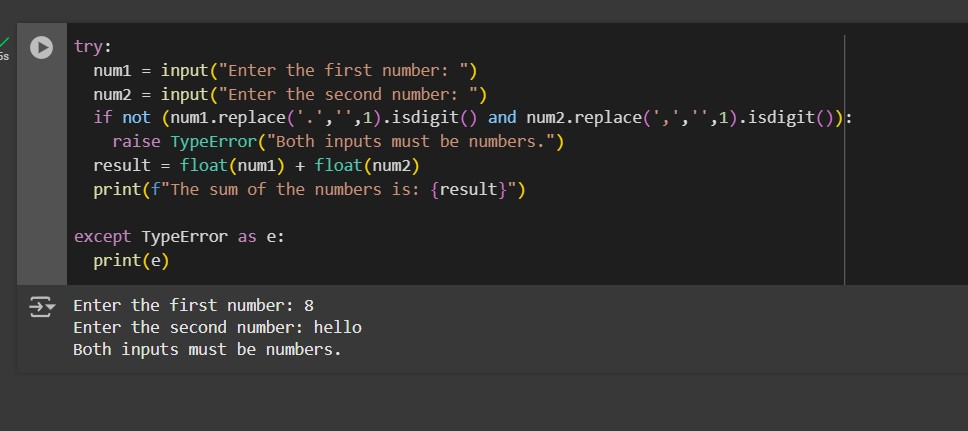 5s
try:
  num1 = input("Enter the first number: ")
  num2 = input("Enter the second number: ")
  if not (num1.replace('.','',1).isdigit() and num2.replace(',','',1).isdigit()):
    raise TypeError("Both inputs must be numbers.")
  result = float(num1) + float(num2)
  print(f"The sum of the numbers is: {result}")

except TypeError as e:
  print(e)
Enter the first number: 8
Enter the second number: hello
Both inputs must be numbers.